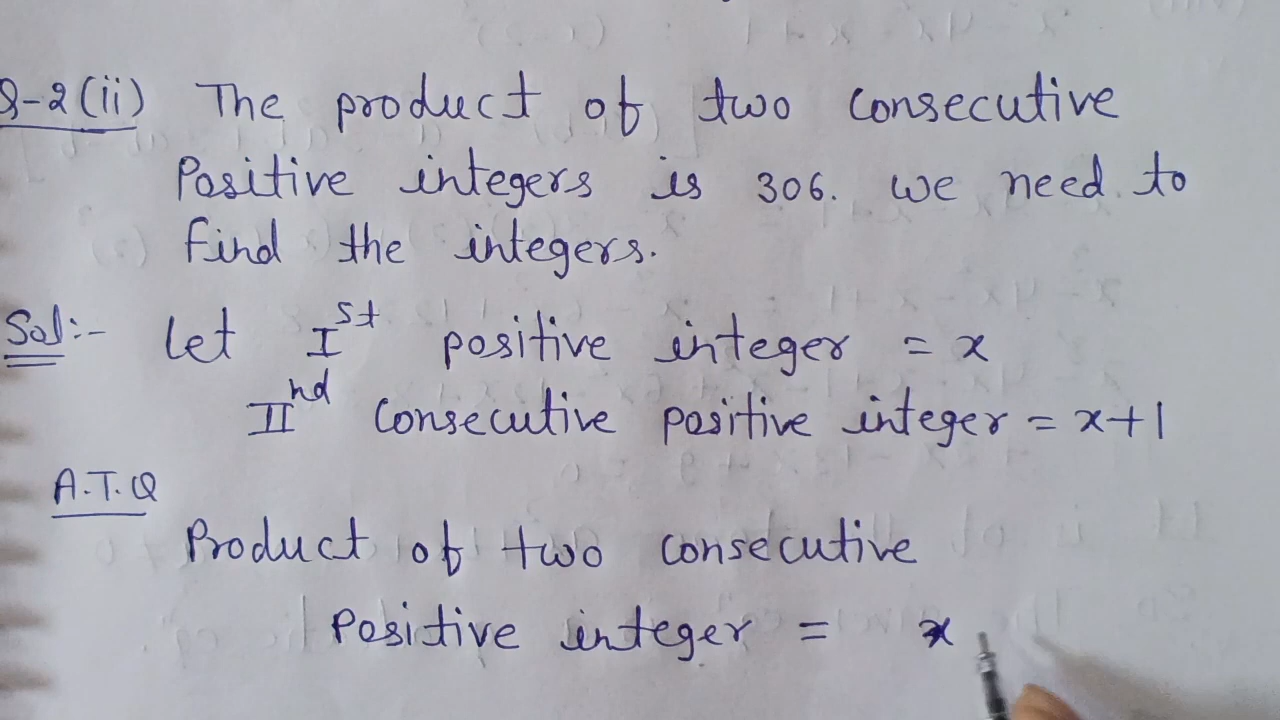 Q-2(ii) The product of two consecutive
Positive integers is 306. we need to
find the integers.
Sol:- Let Ist positive integer = x
IInd consecutive positive integer = x+1
A.T.Q
Product of two consecutive
Positive integer = x